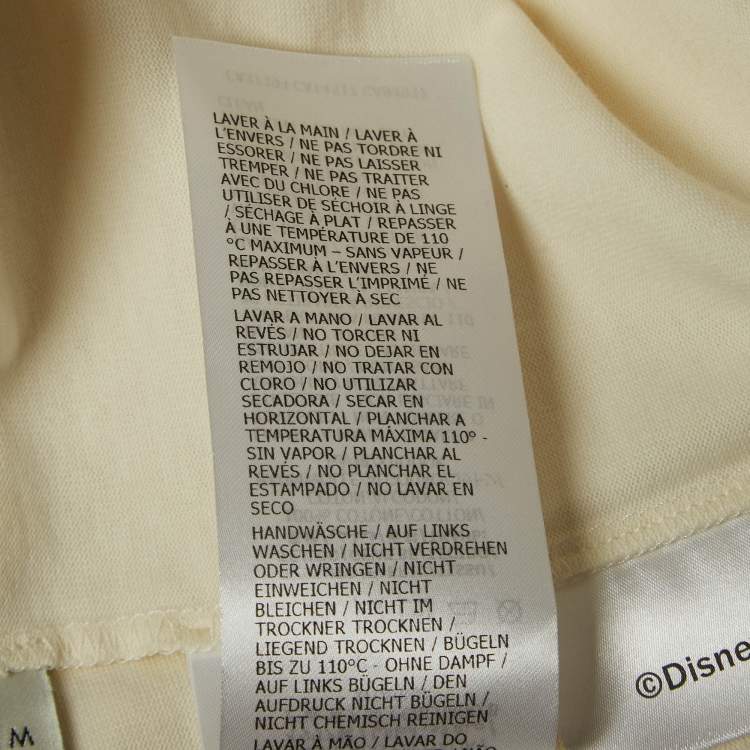 LAVER À LA MAIN / LAVER À
L'ENVERS / NE PAS TORDRE NI
ESSORER / NE PAS LAISSER
TREMPER / NE PAS TRAITER
AVEC DU CHLORE / NE PAS
UTILISER DE SÉCHOIR À LINGE
/ SÉCHAGE À PLAT / REPASSER
À UNE TEMPÉRATURE DE 110
°C MAXIMUM – SANS VAPEUR /
REPASSER À L'ENVERS / NE
PAS REPASSER L'IMPRIMÉ / NE
PAS NETTOYER À SEC
LAVAR A MANO / LAVAR AL
REVÉS / NO TORCER NI
ESTRUJAR / NO DEJAR EN
REMOJO / NO TRATAR CON
CLORO / NO UTILIZAR
SECADORA / SECAR EN
HORIZONTAL / PLANCHAR A
TEMPERATURA MÁXIMA 110° -
SIN VAPOR / PLANCHAR AL
REVÉS / NO PLANCHAR EL
ESTAMPADO / NO LAVAR EN
SECO
HANDWÄSCHE / AUF LINKS
WASCHEN / NICHT VERDREHEN
ODER WRINGEN / NICHT
EINWEICHEN / NICHT
BLEICHEN / NICHT IM
TROCKNER TROCKNEN /
LIEGEND TROCKNEN / BÜGELN
BIS ZU 110°C - OHNE DAMPF /
AUF LINKS BÜGELN / DEN
AUFDRUCK NICHT BÜGELN /
NICHT CHEMISCH REINIGEN
LAVAR À MÃO / LAVAR DO
©Disne
M